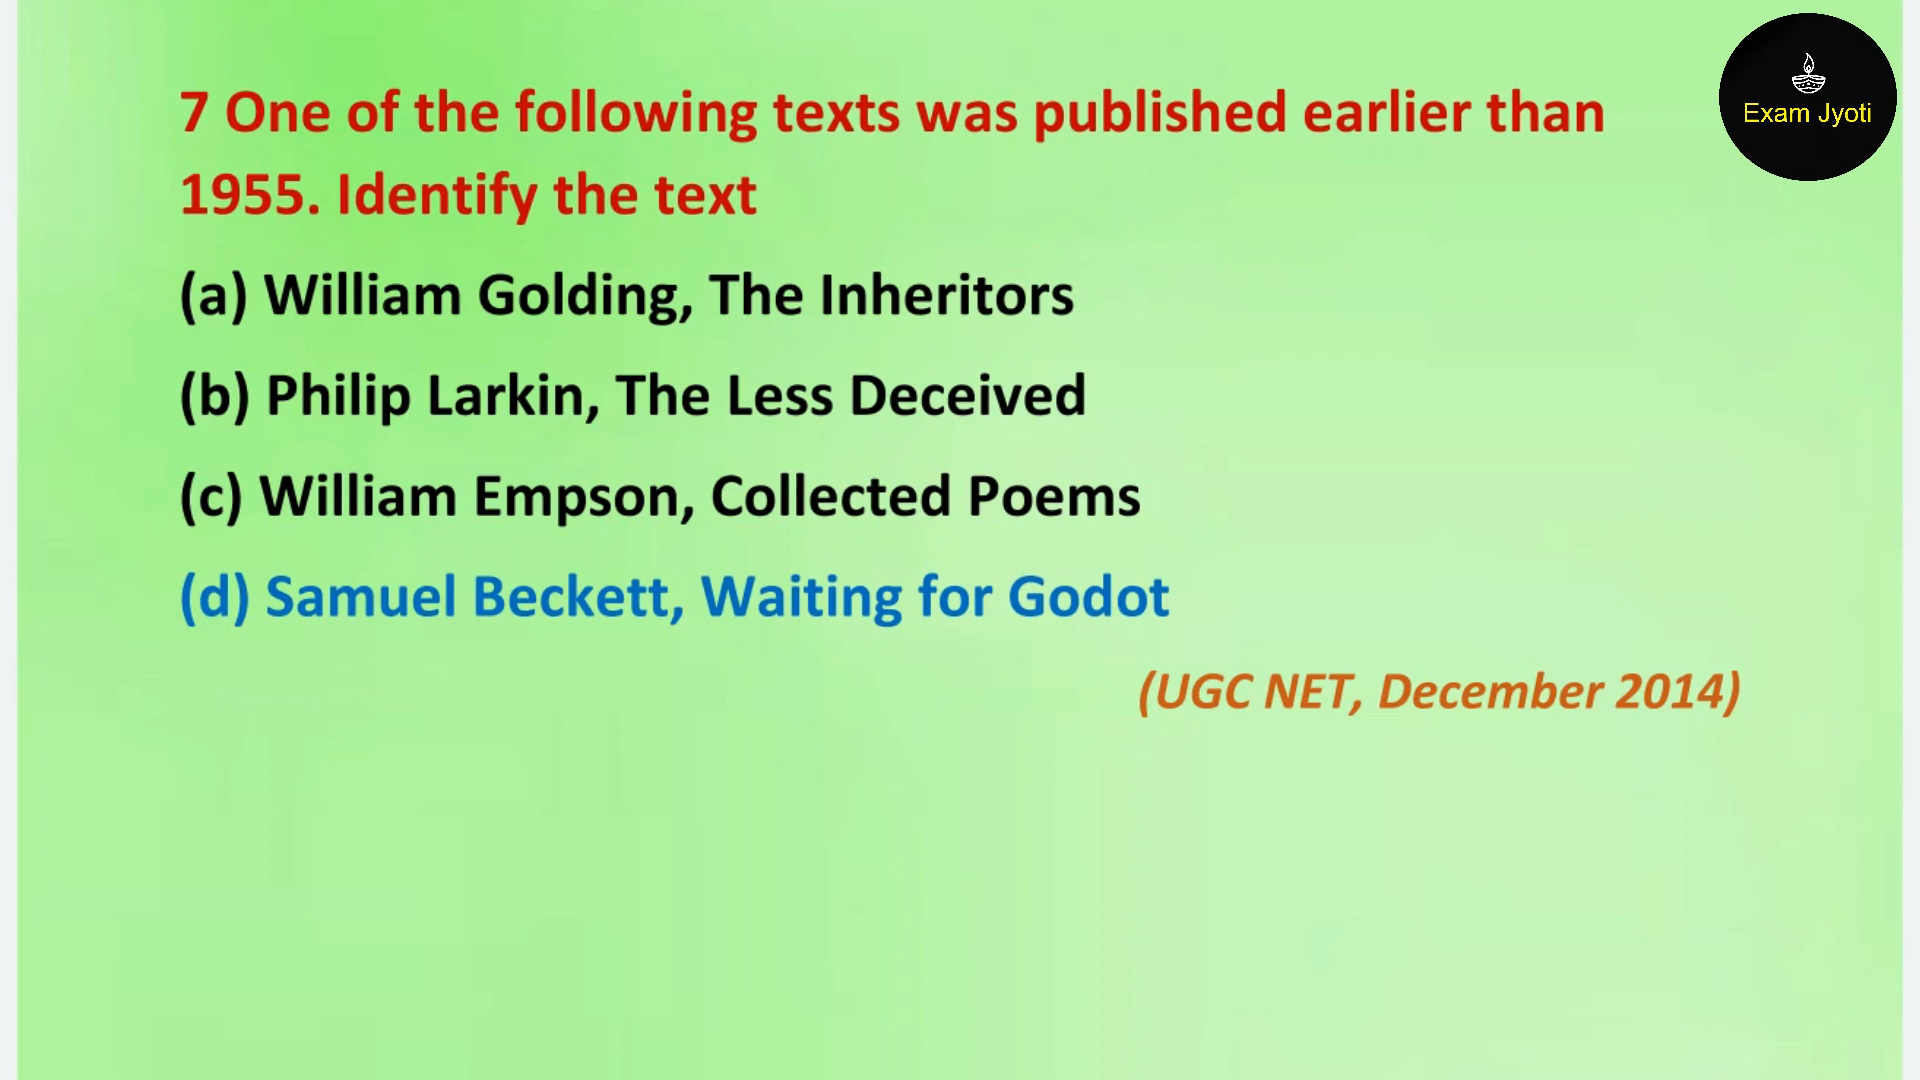 7 One of the following texts was published earlier than
1955. Identify the text
(a) William Golding, The Inheritors
(b) Philip Larkin, The Less Deceived
(c) William Empson, Collected Poems
(d) Samuel Beckett, Waiting for Godot
(UGC NET, December 2014)
Exam Jyoti